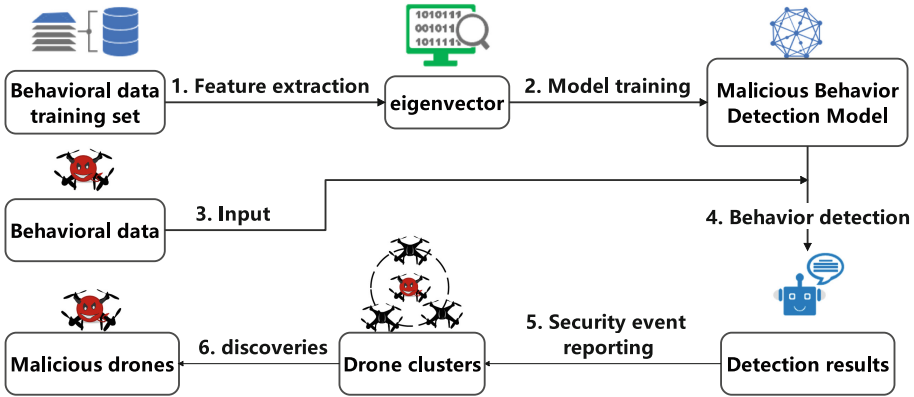 1010111
001011
101111
Behavioral data
training set
1. Feature extraction
eigenvector
2. Model training
Malicious Behavior
Detection Model
Behavioral data
3. Input
4. Behavior detection
Malicious drones
6. discoveries
Drone clusters
5. Security event
reporting
Detection results